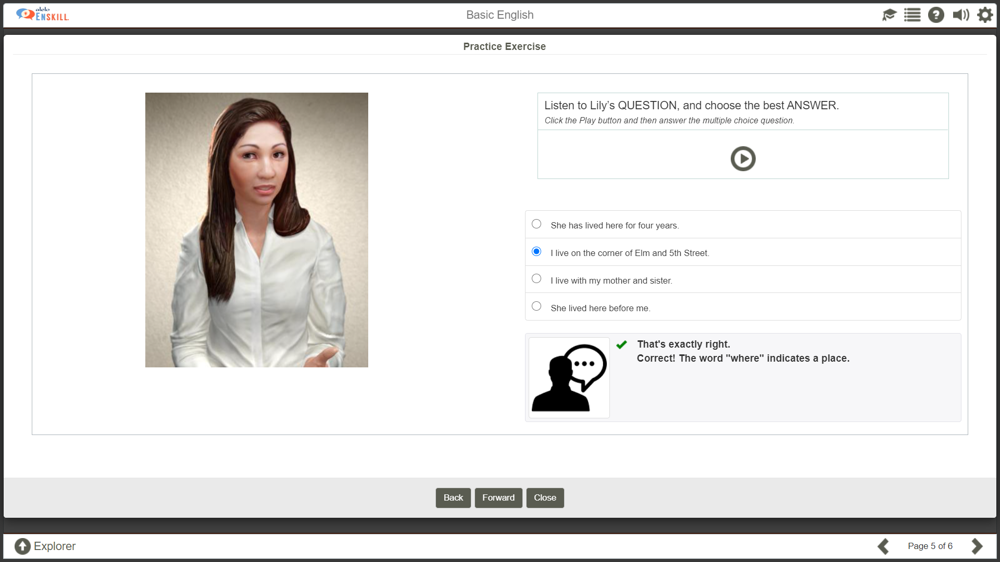 alelo
ENSKILL.
Basic English
Practice Exercise
Listen to Lily’s QUESTION, and choose the best ANSWER.
Click the Play button and then answer the multiple choice question.
She has lived here for four years.
I live on the corner of Elm and 5th Street.
I live with my mother and sister.
She lived here before me.
That's exactly right.
Correct! The word "where" indicates a place.
Back Forward Close
Explorer
Page 5 of 6